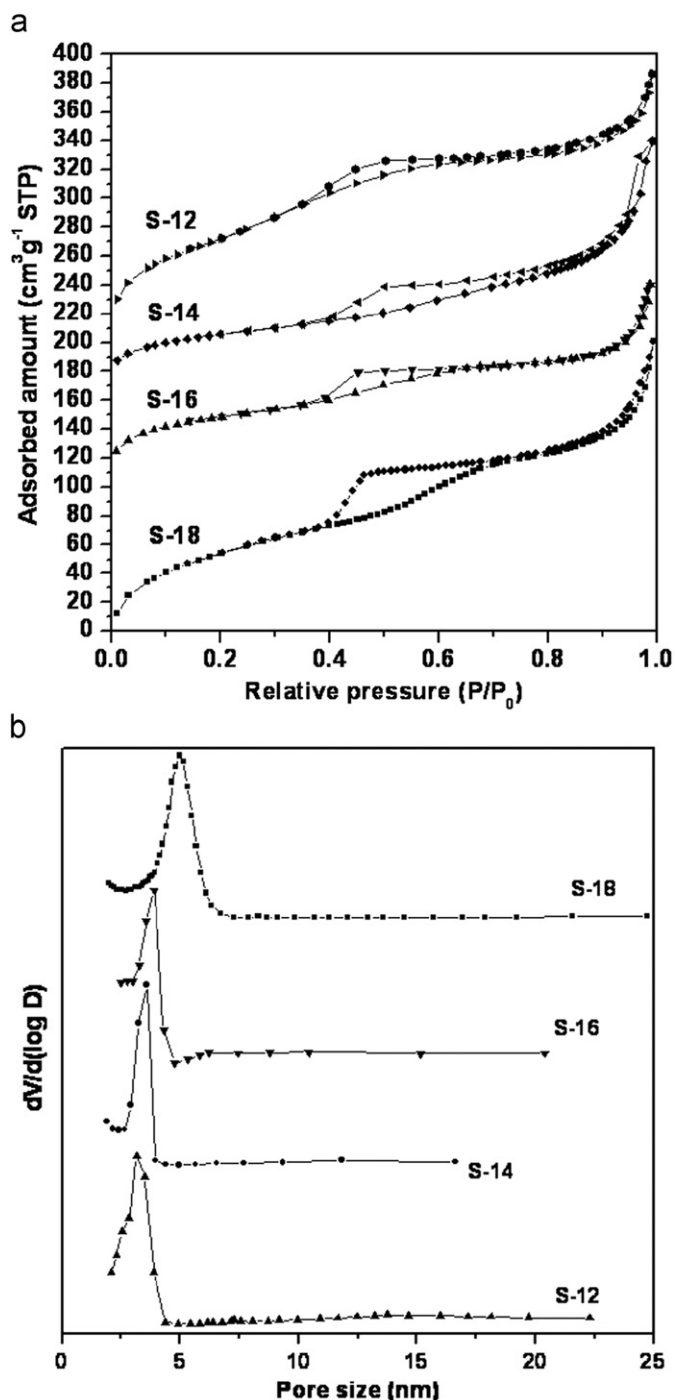 a
400
380
360
340
320
300
280
260
240
220
200
180
160
140
120
100
80
60
40
20
0
Adsorbed amount (cm³g⁻¹ STP)
S-12
S-14
S-16
S-18
0.0 0.2 0.4 0.6 0.8 1.0
Relative pressure (P/P₀)
b
dV/d(log D)
S-18
S-16
S-14
S-12
0 5 10 15 20 25
Pore size (nm)